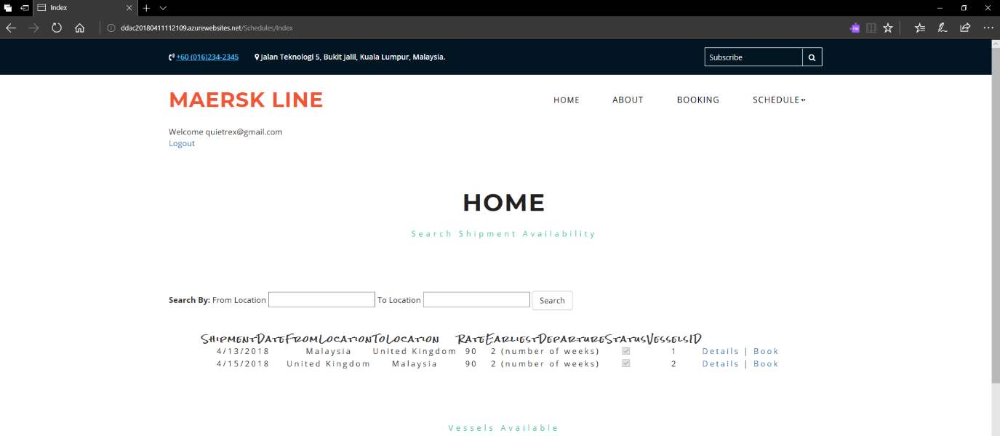 Index
ddac20180411112109.azurewebsites.net/Schedules/Index
+60 (016)234-2345 Jalan Teknologi 5, Bukit Jalil, Kuala Lumpur, Malaysia. Subscribe
MAERSK LINE HOME ABOUT BOOKING SCHEDULE
Welcome quietrex@gmail.com
Logout
HOME
Search Shipment Availability
Search By: From Location To Location Search
ShipmentDate FromLocation ToLocation Rate EarliestDeparture Status VesselsID
4/13/2018 Malaysia United Kingdom 90 2 (number of weeks) 1 Details | Book
4/15/2018 United Kingdom Malaysia 90 2 (number of weeks) 2 Details | Book
Vessels Available